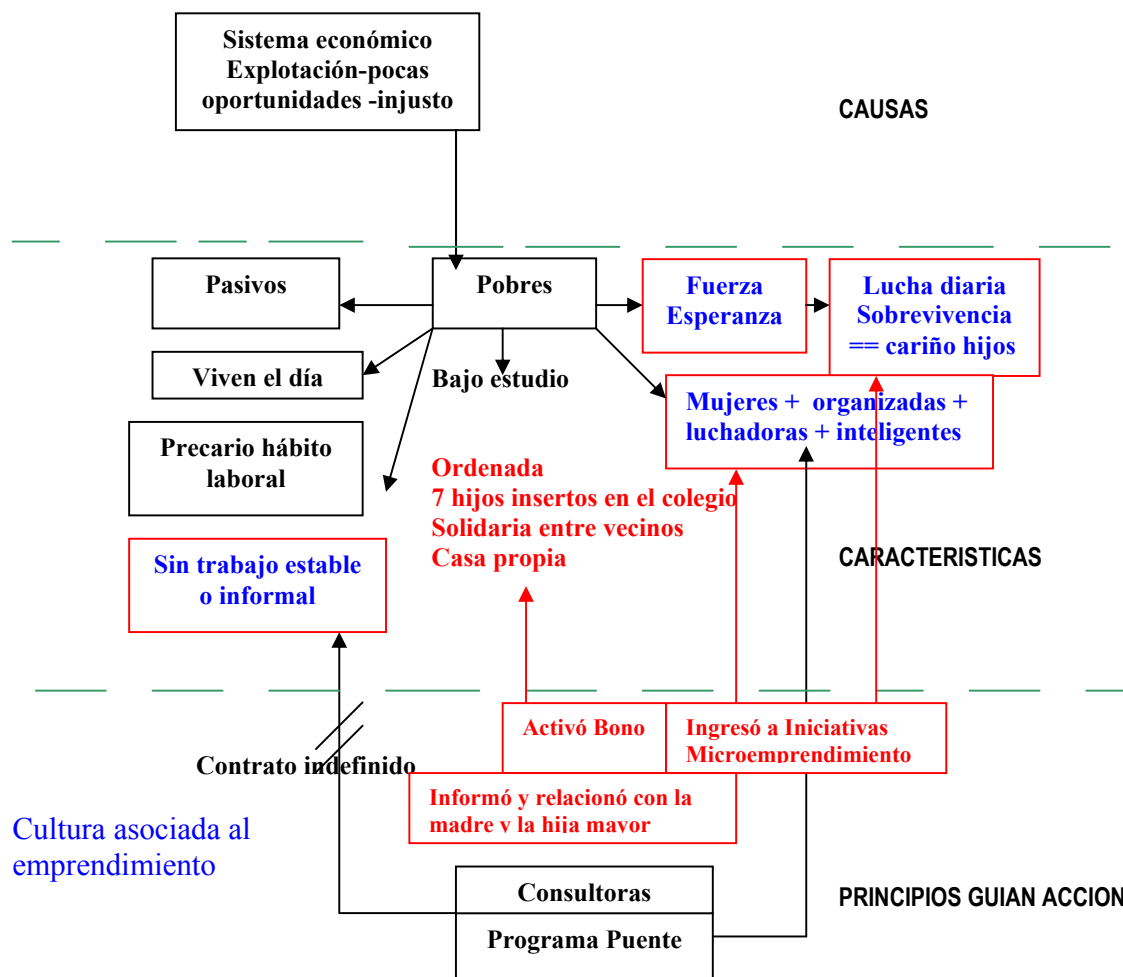 Sistema económico
Explotación-pocas
oportunidades -injusto
CAUSAS
Pasivos
Pobres
Fuerza
Esperanza
Lucha diaria
Sobrevivencia
== cariño hijos
Viven el día
Bajo estudio
Mujeres + organizadas +
luchadoras + inteligentes
Precario hábito
laboral
Ordenada
7 hijos insertos en el colegio
Solidaria entre vecinos
Casa propia
Sin trabajo estable
o informal
CARACTERISTICAS
Activó Bono
Ingresó a Iniciativas
Microemprendimiento
Contrato indefinido
Informó y relacionó con la
madre y la hija mayor
Cultura asociada al
emprendimiento
Consultoras
Programa Puente
PRINCIPIOS GUIAN ACCION